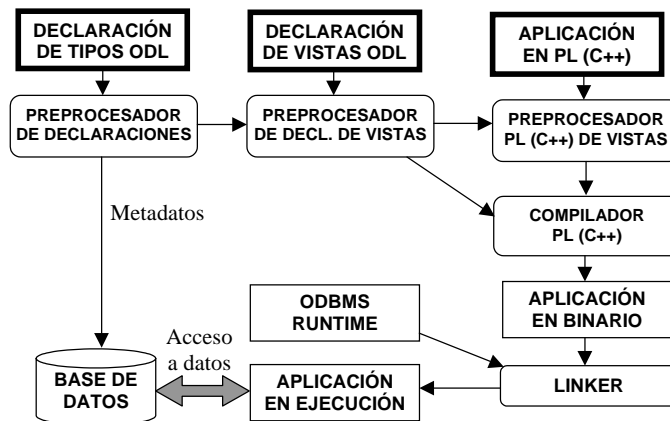 DECLARACIÓN
DE TIPOS ODL
DECLARACIÓN
DE VISTAS ODL
APLICACIÓN
EN PL (C++)
PREPROCESADOR
DE DECLARACIONES
PREPROCESADOR
DE DECL. DE VISTAS
PREPROCESADOR
PL (C++) DE VISTAS
Metadatos
COMPILADOR
PL (C++)
ODBMS
RUNTIME
APLICACIÓN
EN BINARIO
Acceso
a datos
BASE DE
DATOS
APLICACIÓN
EN EJECUCIÓN
LINKER